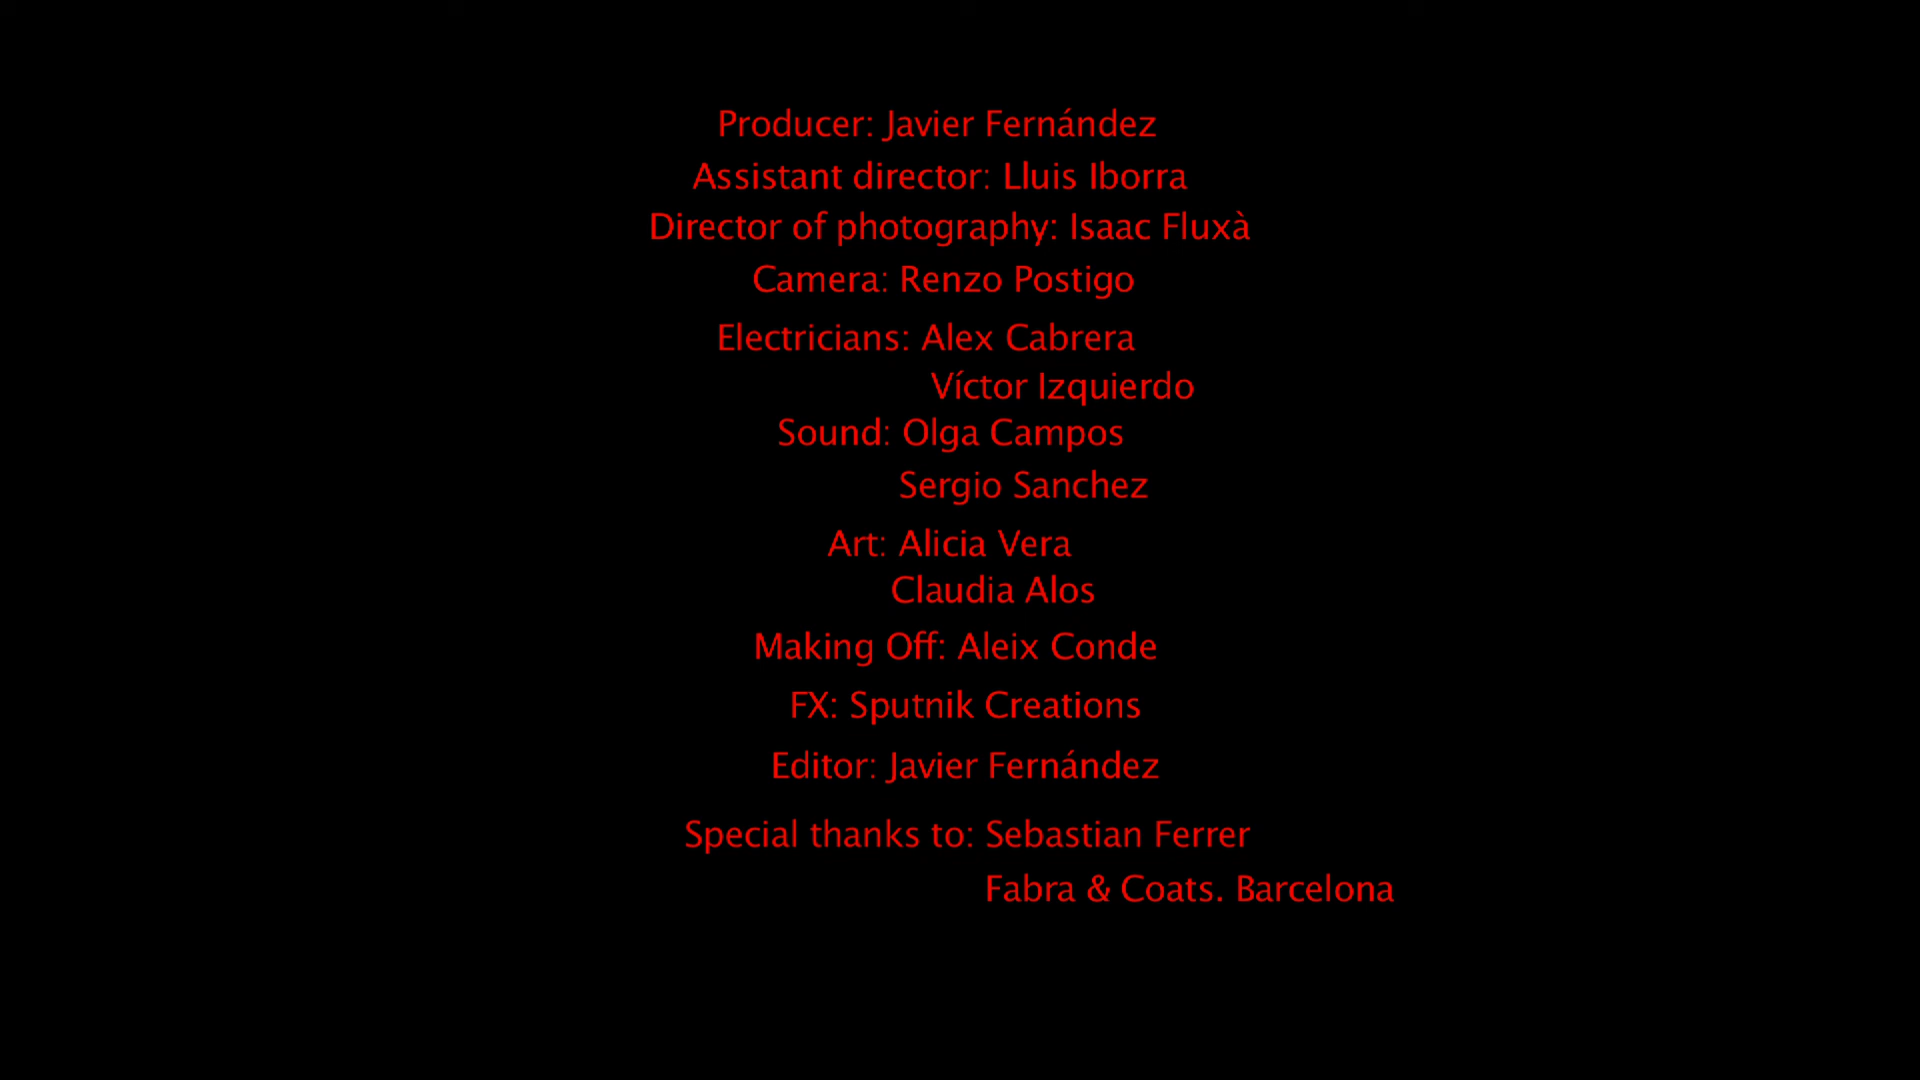 Producer: Javier Fernández
Assistant director: Lluis Iborra
Director of photography: Isaac Fluxà
Camera: Renzo Postigo
Electricians: Alex Cabrera
Víctor Izquierdo
Sound: Olga Campos
Sergio Sanchez
Art: Alicia Vera
Claudia Alos
Making Off: Aleix Conde
FX: Sputnik Creations
Editor: Javier Fernández
Special thanks to: Sebastian Ferrer
Fabra & Coats. Barcelona